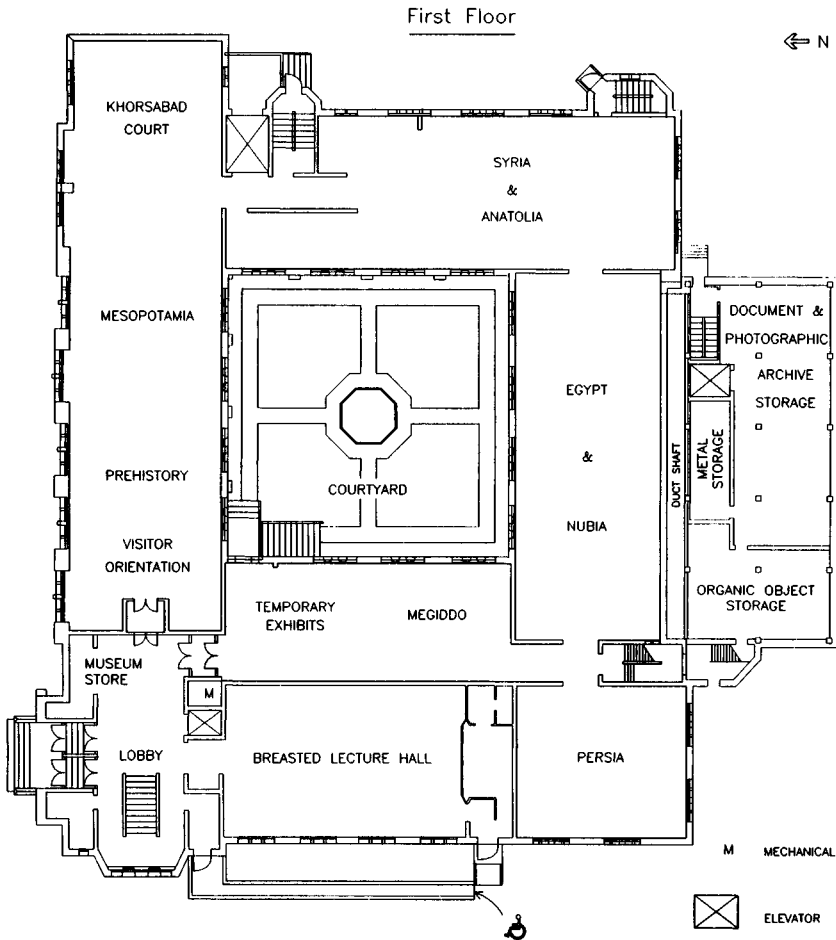 First Floor
N
KHORSABAD
COURT
SYRIA
&
ANATOLIA
MESOPOTAMIA
DOCUMENT &
PHOTOGRAPHIC
ARCHIVE
STORAGE
EGYPT
&
NUBIA
DUCT SHAFT
METAL
STORAGE
PREHISTORY
COURTYARD
VISITOR
ORIENTATION
ORGANIC OBJECT
STORAGE
TEMPORARY
EXHIBITS
MEGIDDO
MUSEUM
STORE
M
LOBBY
BREASTED LECTURE HALL
PERSIA
M MECHANICAL
ELEVATOR